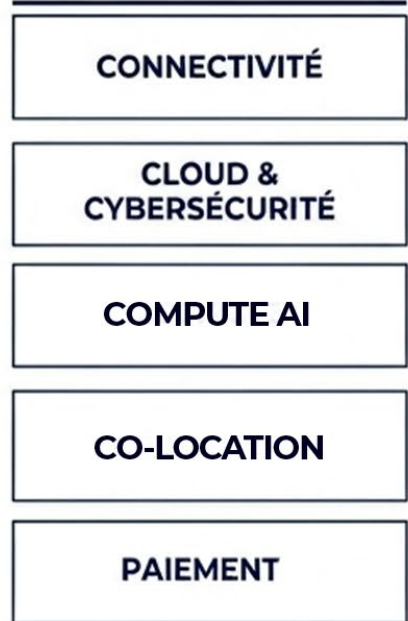 CONNECTIVITÉ
CLOUD &
CYBERSÉCURITÉ
COMPUTE AI
CO-LOCATION
PAIEMENT